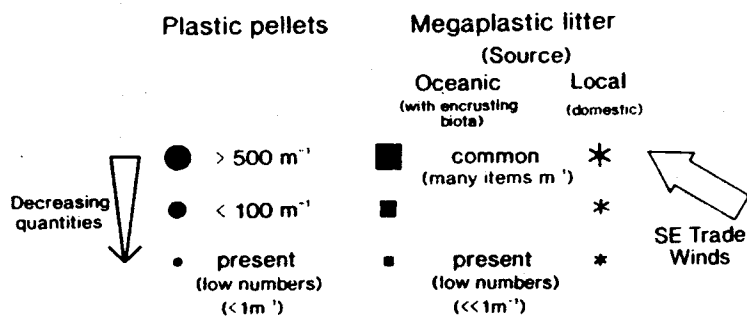 Plastic pellets Megaplastic litter
(Source)
Oceanic Local
(with encrusting (domestic)
biota)
> 500 m⁻¹ common
(many items m⁻¹)
Decreasing
quantities
< 100 m⁻¹
SE Trade
Winds
present present
(low numbers) (low numbers)
(<1m⁻¹) (<<1m⁻¹)